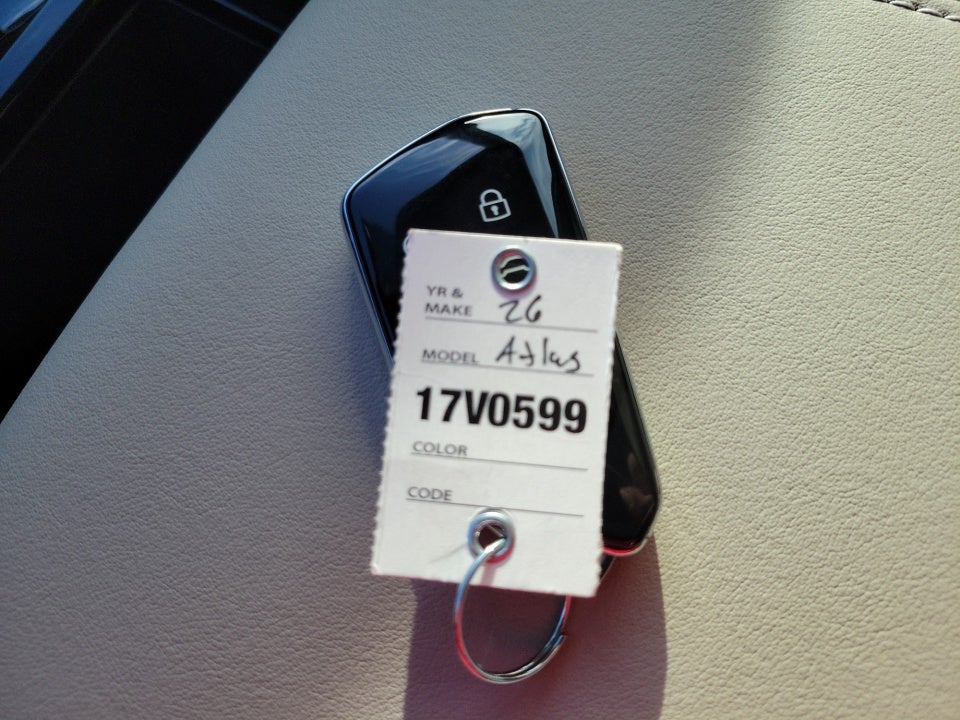 YR &
MAKE 26
MODEL Atlas
17V0599
COLOR
CODE